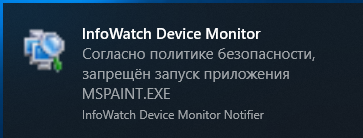 InfoWatch Device Monitor
Согласно политике безопасности,
запрещён запуск приложения
MSPAINT.EXE
InfoWatch Device Monitor Notifier